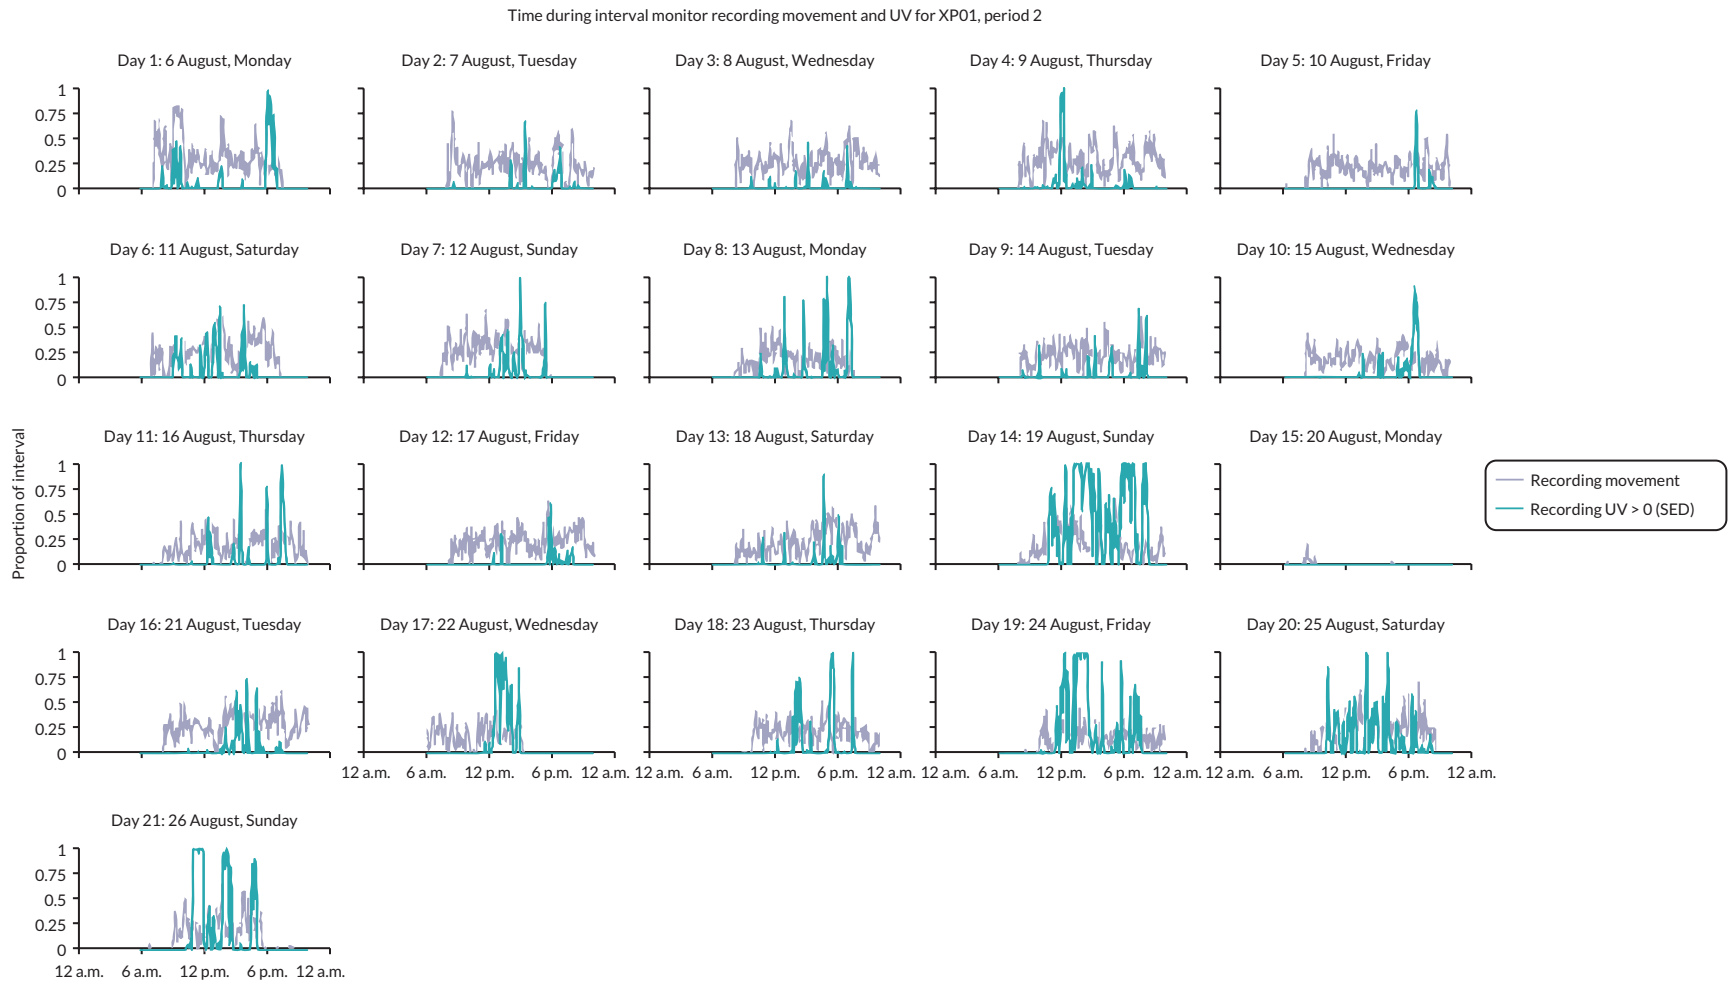 Time during interval monitor recording movement and UV for XP01, period 2
Day 1: 6 August, Monday
Day 2: 7 August, Tuesday
Day 3: 8 August, Wednesday
Day 4: 9 August, Thursday
Day 5: 10 August, Friday
1
0.75
0.5
0.25
0
Day 6: 11 August, Saturday
Day 7: 12 August, Sunday
Day 8: 13 August, Monday
Day 9: 14 August, Tuesday
Day 10: 15 August, Wednesday
1
0.75
0.5
0.25
0
Proportion of interval
Day 11: 16 August, Thursday
Day 12: 17 August, Friday
Day 13: 18 August, Saturday
Day 14: 19 August, Sunday
Day 15: 20 August, Monday
1
0.75
0.5
0.25
0
Recording movement
Recording UV > 0 (SED)
Day 16: 21 August, Tuesday
Day 17: 22 August, Wednesday
Day 18: 23 August, Thursday
Day 19: 24 August, Friday
Day 20: 25 August, Saturday
1
0.75
0.5
0.25
0
12 a.m. 6 a.m. 12 p.m. 6 p.m. 12 a.m.
12 a.m. 6 a.m. 12 p.m. 6 p.m. 12 a.m.
12 a.m. 6 a.m. 12 p.m. 6 p.m. 12 a.m.
12 a.m. 6 a.m. 12 p.m. 6 p.m. 12 a.m.
Day 21: 26 August, Sunday
1
0.75
0.5
0.25
0
12 a.m. 6 a.m. 12 p.m. 6 p.m. 12 a.m.